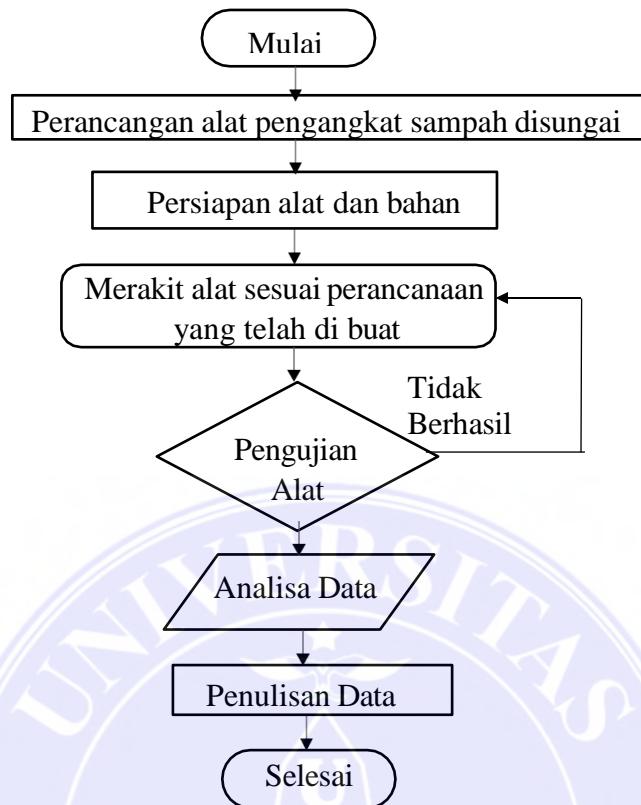 Mulai
Perancangan alat pengangkat sampah disungai
Persiapan alat dan bahan
Merakit alat sesuai perancanaan
yang telah di buat
Tidak
Berhasil
Pengujian
Alat
Analisa Data
Penulisan Data
Selesai
UNIVERSITAS
U